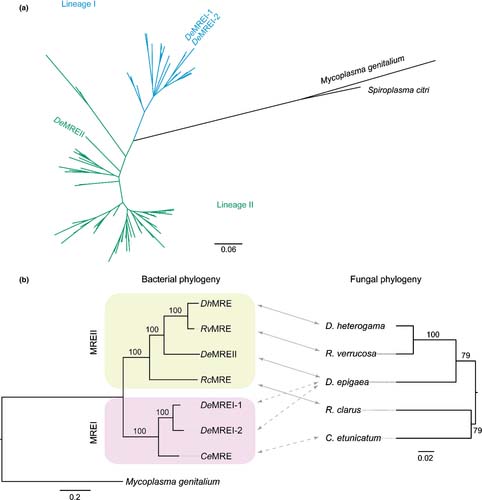 (a)
Lineage I
DeMREI-1
DeMREI-2
Mycoplasma genitalium
Spiroplasma citri
DeMREII
Lineage II
0.06
(b)
Bacterial phylogeny
Fungal phylogeny
MREII
DhMRE
100
RvMRE
100
DeMREII
100
100
RcMRE
MREI
DeMREI-1
100
DeMREI-2
100
CeMRE
Mycoplasma genitalium
0.2
D. heterogama
100
R. verrucosa
79
D. epigaea
R. clarus
79
C. etunicatum
0.02